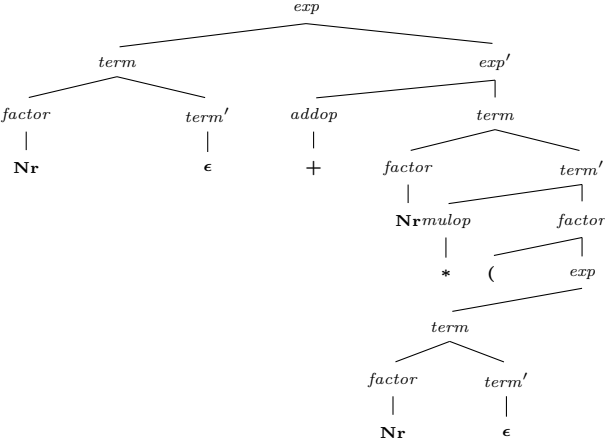 exp
term exp′
factor term′ addop term
Nr ϵ + factor term′
Nr mulop factor
* ( exp
term
factor term′
Nr ϵ